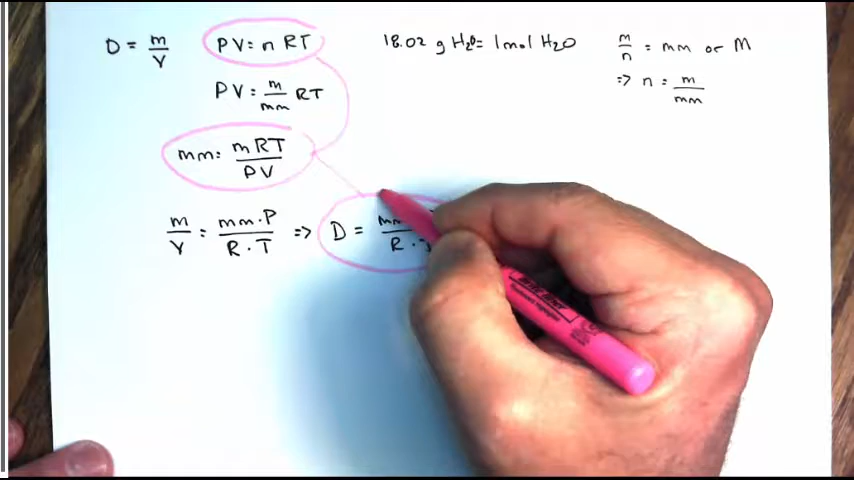 D = m/V
PV = nRT
18.02 g H2O = 1 mol H2O
m/n = mm or M
PV = m/mm RT
=> n = m/mm
mm = mRT/PV
m/V = mm · P/R · T => D =